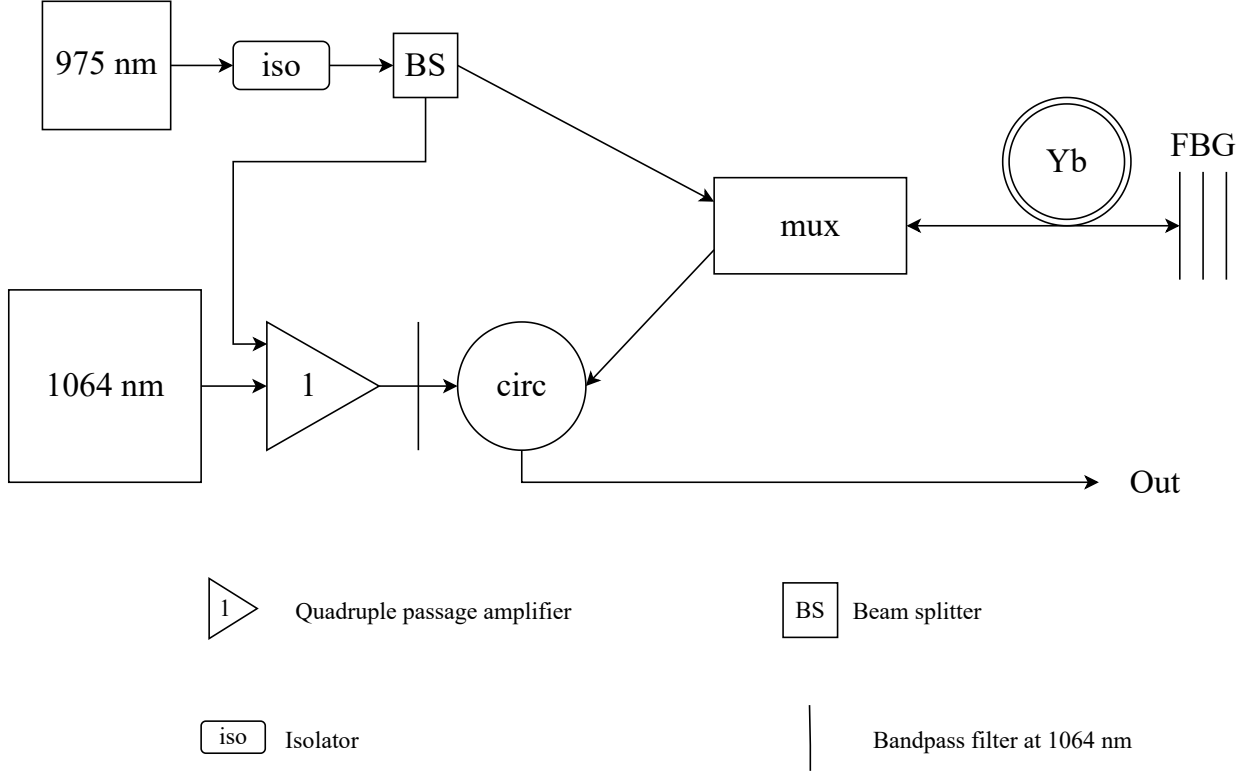 975 nm
iso
BS
Yb
FBG
mux
1064 nm
1
circ
Out
1
Quadruple passage amplifier
BS
Beam splitter
iso
Isolator
Bandpass filter at 1064 nm